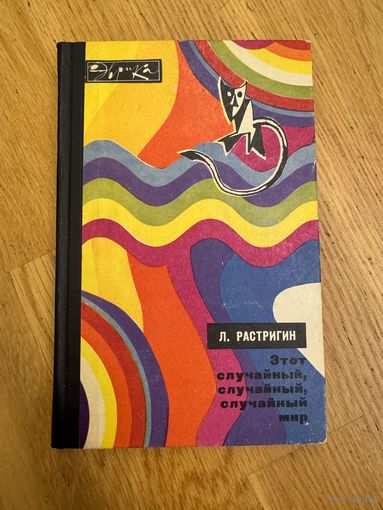 эврика
Л. РАСТРИГИН
Этот
случайный,
случайный,
случайный
мир